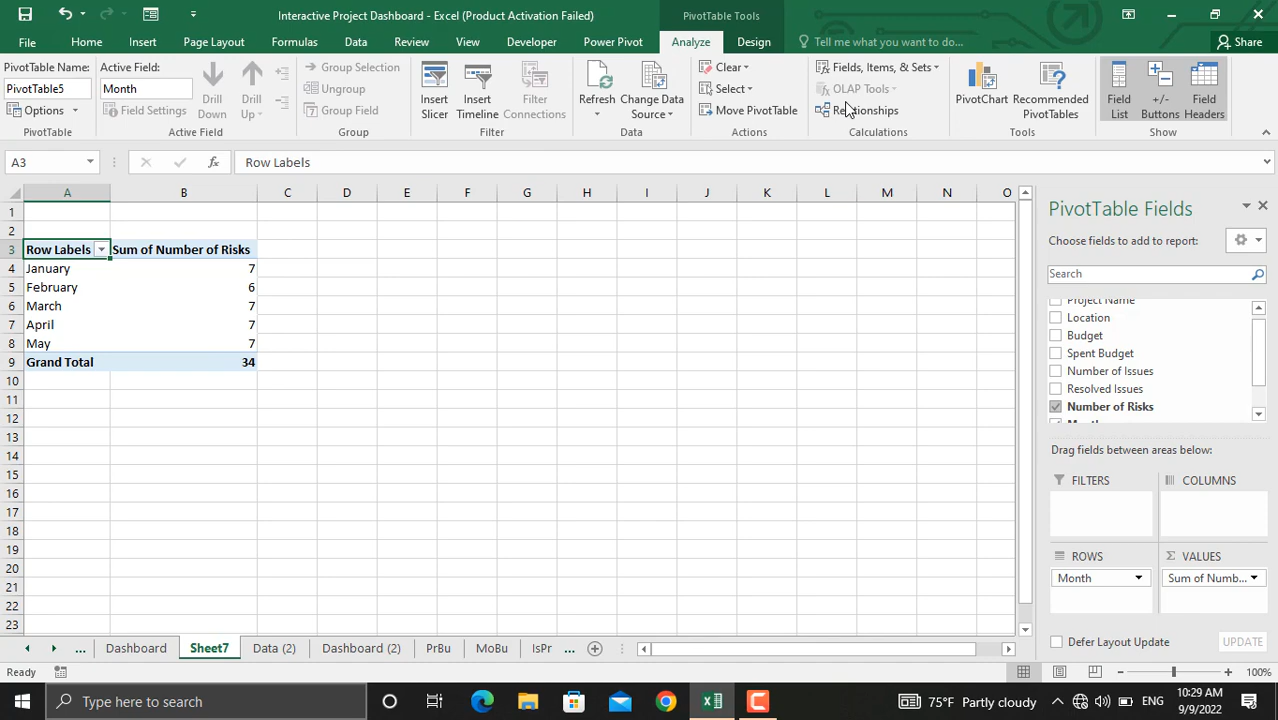 Interactive Project Dashboard - Excel (Product Activation Failed)
PivotTable Tools
File Home Insert Page Layout Formulas Data Review View Developer Power Pivot Analyze Design Tell me what you want to do... Share
PivotTable Name:
PivotTable5
Options
PivotTable
Active Field:
Month
Field Settings
Drill Down
Drill Up
Active Field
Group Selection
Ungroup
Group Field
Group
Insert Slicer
Insert Timeline
Filter Connections
Filter
Refresh
Change Data Source
Data
Clear
Select
Move PivotTable
Actions
Fields, Items, & Sets
OLAP Tools
Relationships
Calculations
PivotChart
Recommended PivotTables
Tools
Field List
+/- Buttons
Field Headers
Show
A3 fx Row Labels
A B C D E F G H I J K L M N O
1
2
3 Row Labels Sum of Number of Risks
4 January 7
5 February 6
6 March 7
7 April 7
8 May 7
9 Grand Total 34
10
11
12
13
14
15
16
17
18
19
20
21
22
23
PivotTable Fields
Choose fields to add to report:
Search
Project Name
Location
Budget
Spent Budget
Number of Issues
Resolved Issues
Number of Risks
Month
Drag fields between areas below:
FILTERS COLUMNS
ROWS VALUES
Month Sum of Numb...
Defer Layout Update UPDATE
... Dashboard Sheet7 Data (2) Dashboard (2) PrBu MoBu IsPr ...
Ready 100%
Type here to search 75°F Partly cloudy ENG 10:29 AM
9/9/2022